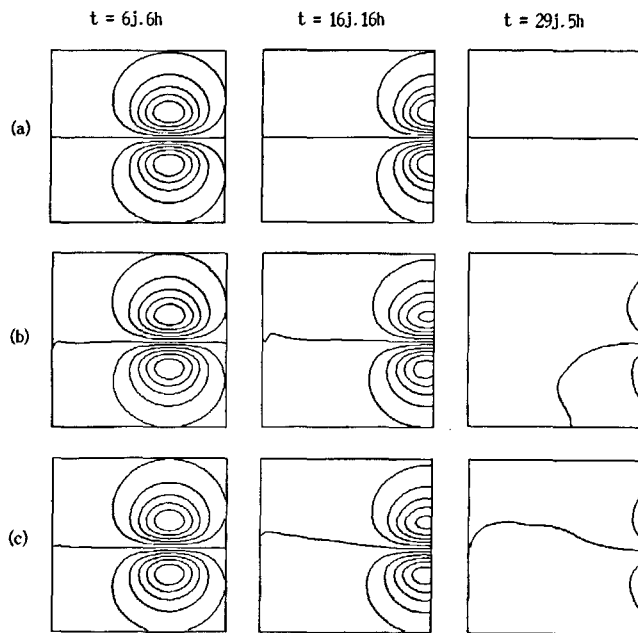 t = 6j.6h
t = 16j.16h
t = 29j.5h
(a)
(b)
(c)